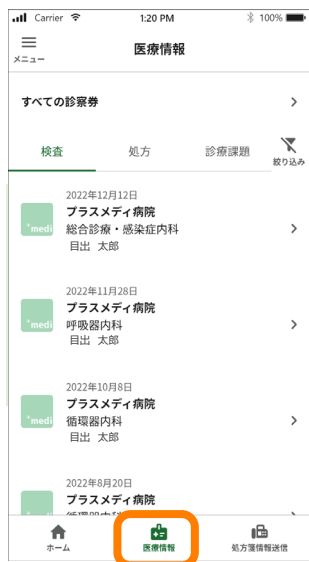 Carrier 1:20 PM 100%
メニュー
医療情報
すべての診察券
検査 処方 診療課題 絞り込み
2022年12月12日
プラスメディ病院
総合診療・感染症内科
目出 太郎
+medi
2022年11月28日
プラスメディ病院
呼吸器内科
目出 太郎
+medi
2022年10月8日
プラスメディ病院
循環器内科
目出 太郎
+medi
2022年8月20日
プラスメディ病院
ホーム 医療情報 処方箋情報送信